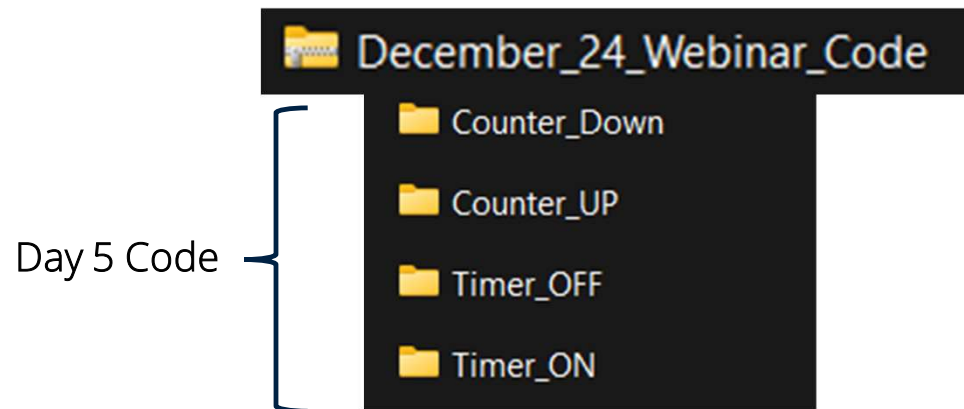 December_24_Webinar_Code
Counter_Down
Counter_UP
Day 5 Code
Timer_OFF
Timer_ON